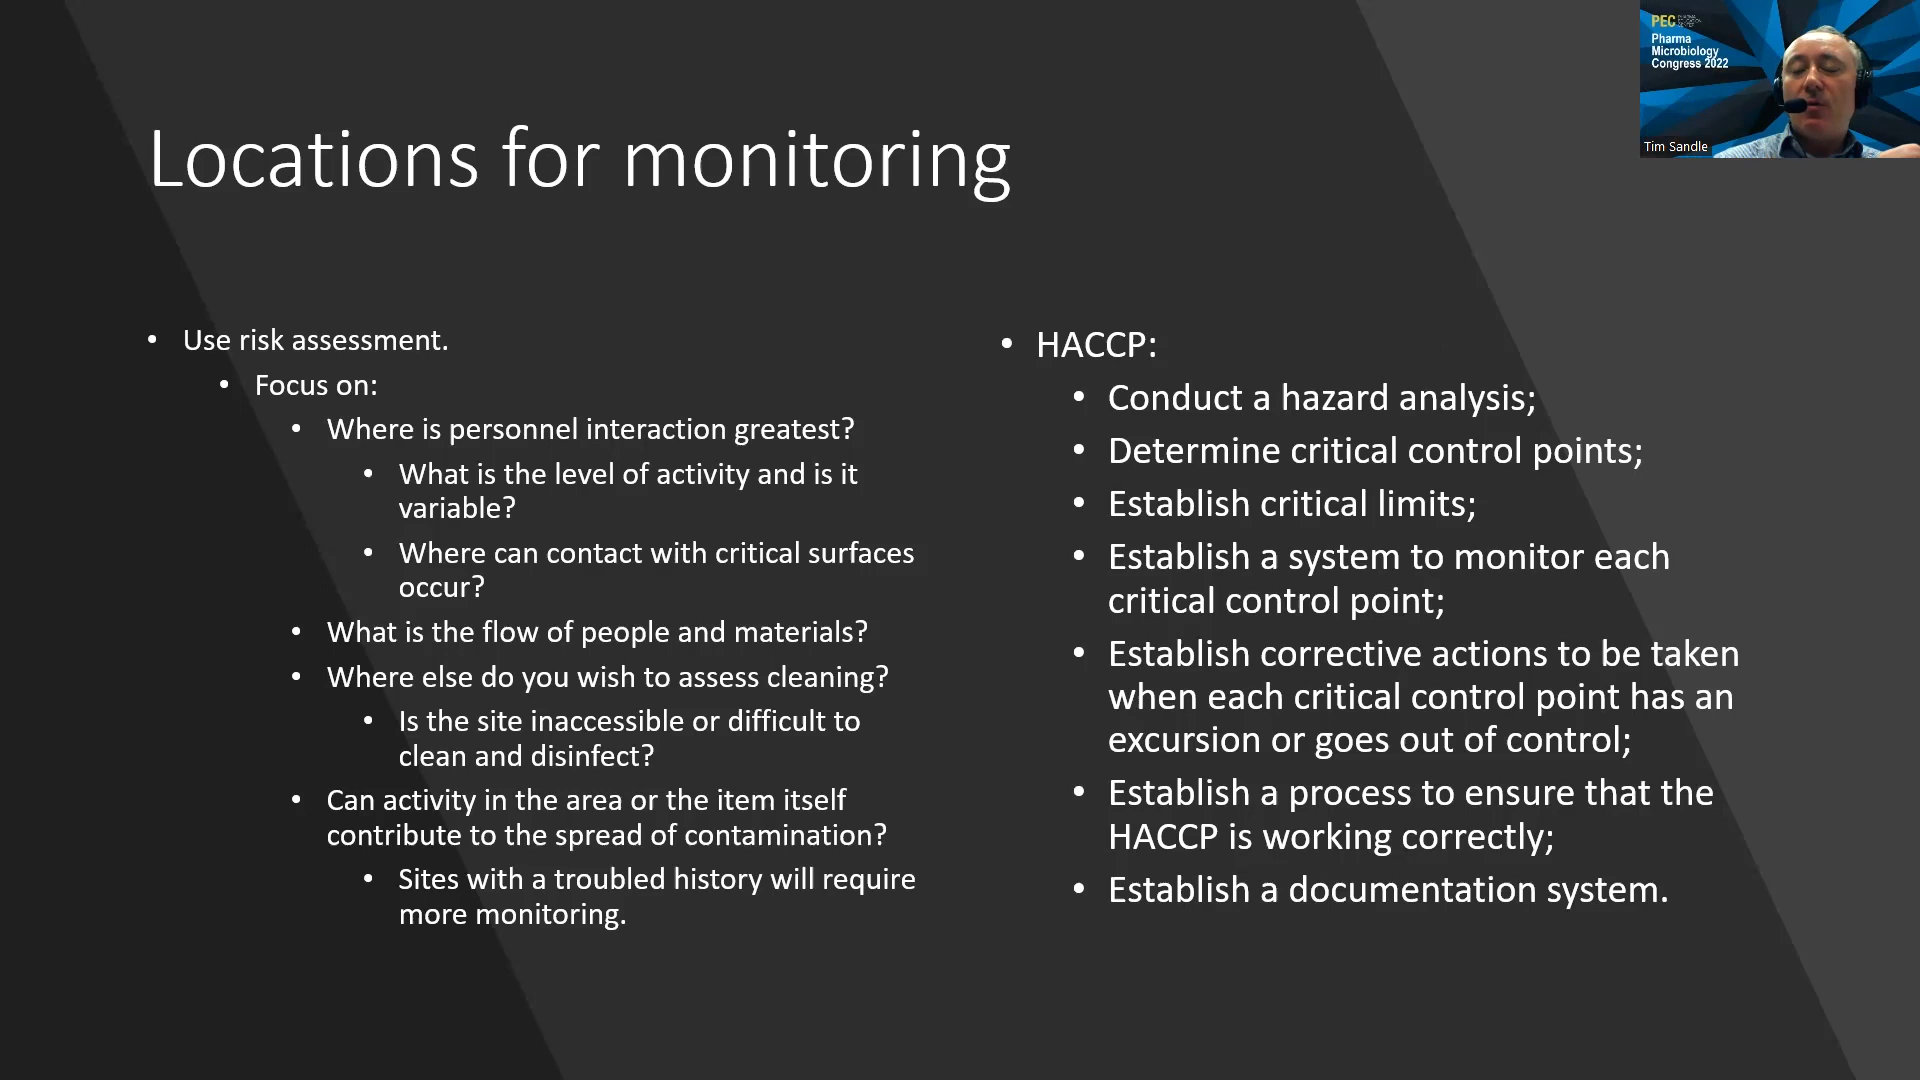 Locations for monitoring
• Use risk assessment.
• Focus on:
• Where is personnel interaction greatest?
• What is the level of activity and is it
variable?
• Where can contact with critical surfaces
occur?
• What is the flow of people and materials?
• Where else do you wish to assess cleaning?
• Is the site inaccessible or difficult to
clean and disinfect?
• Can activity in the area or the item itself
contribute to the spread of contamination?
• Sites with a troubled history will require
more monitoring.
• HACCP:
• Conduct a hazard analysis;
• Determine critical control points;
• Establish critical limits;
• Establish a system to monitor each
critical control point;
• Establish corrective actions to be taken
when each critical control point has an
excursion or goes out of control;
• Establish a process to ensure that the
HACCP is working correctly;
• Establish a documentation system.
PEC
Pharma
Microbiology
Congress 2022
Tim Sandle